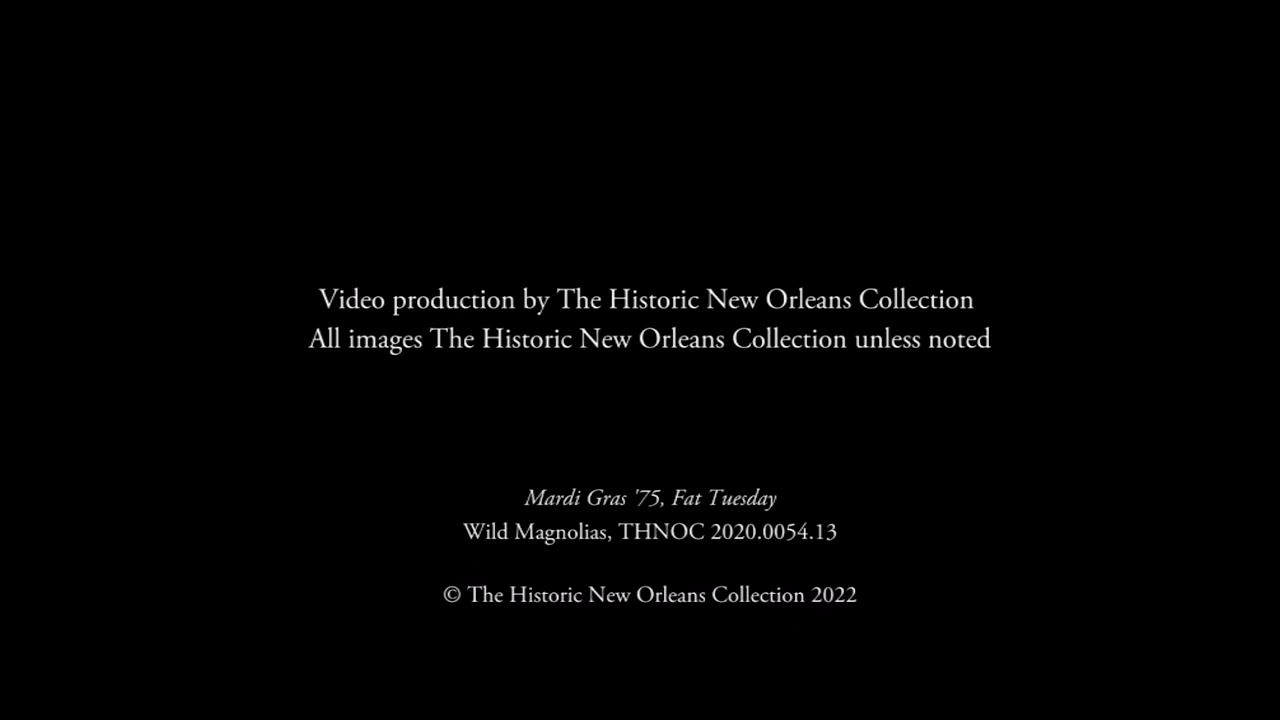 Video production by The Historic New Orleans Collection
All images The Historic New Orleans Collection unless noted
Mardi Gras '75, Fat Tuesday
Wild Magnolias, THNOC 2020.0054.13
© The Historic New Orleans Collection 2022